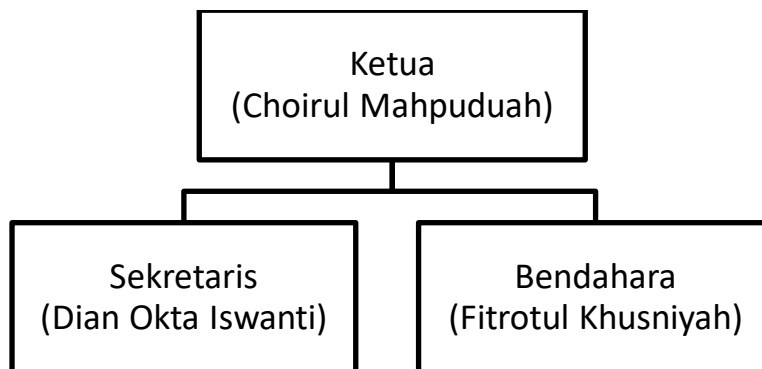 Ketua
(Choirul Mahpuduah)
Sekretaris
(Dian Okta Iswanti)
Bendahara
(Fitrotul Khusniyah)